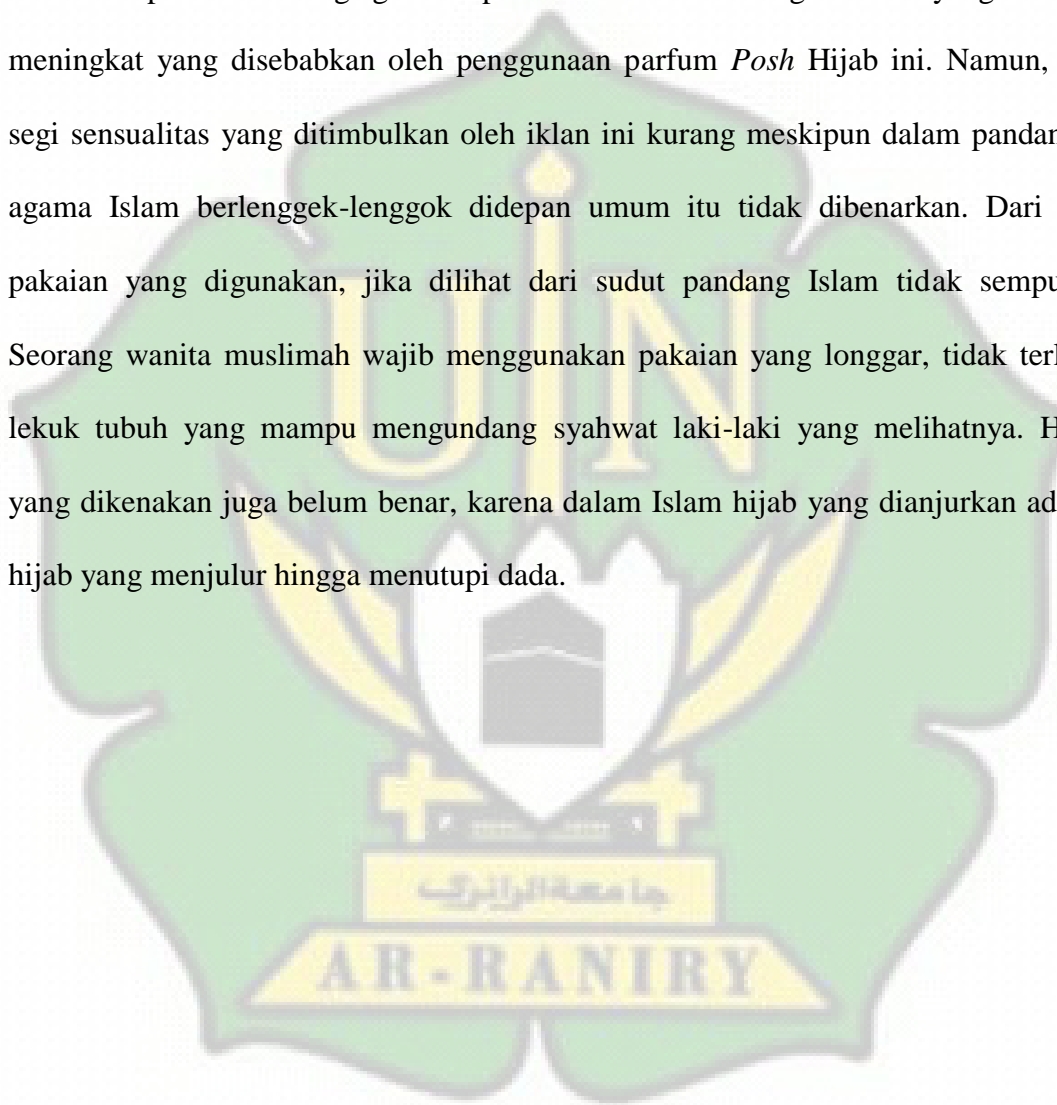 meningkat yang disebabkan oleh penggunaan parfum Posh Hijab ini. Namun,
segi sensualitas yang ditimbulkan oleh iklan ini kurang meskipun dalam
agama Islam berlenggek-lenggok didepan umum itu tidak dibenarkan. Dari
pakaian yang digunakan, jika dilihat dari sudut pandang Islam tidak
Seorang wanita muslimah wajib menggunakan pakaian yang longgar, tidak
lekuk tubuh yang mampu mengundang syahwat laki-laki yang melihatnya.
yang dikenakan juga belum benar, karena dalam Islam hijab yang dianjurkan
hijab yang menjulur hingga menutupi dada.
UIN
جامعة الرانري
AR-RANIRY